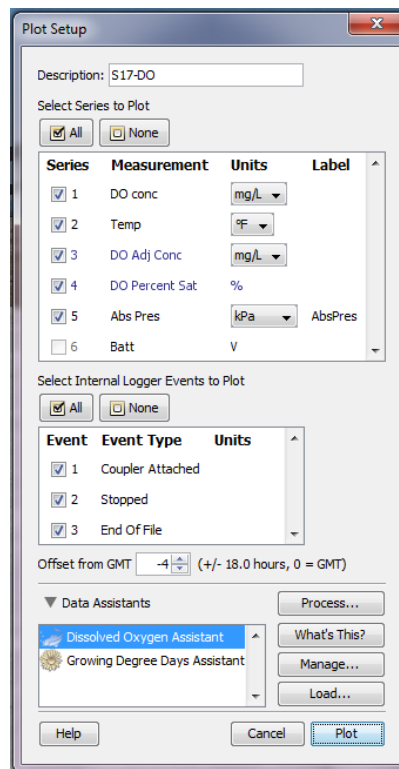 Plot Setup
Description: S17-DO
Select Series to Plot
All None
Series Measurement Units Label
1 DO conc mg/L
2 Temp °F
3 DO Adj Conc mg/L
4 DO Percent Sat %
5 Abs Pres kPa AbsPres
6 Batt V
Select Internal Logger Events to Plot
All None
Event Event Type Units
1 Coupler Attached
2 Stopped
3 End Of File
Offset from GMT -4 (+/- 18.0 hours, 0 = GMT)
Data Assistants
Process...
Dissolved Oxygen Assistant
What's This?
Growing Degree Days Assistant
Manage...
Load...
Help Cancel Plot